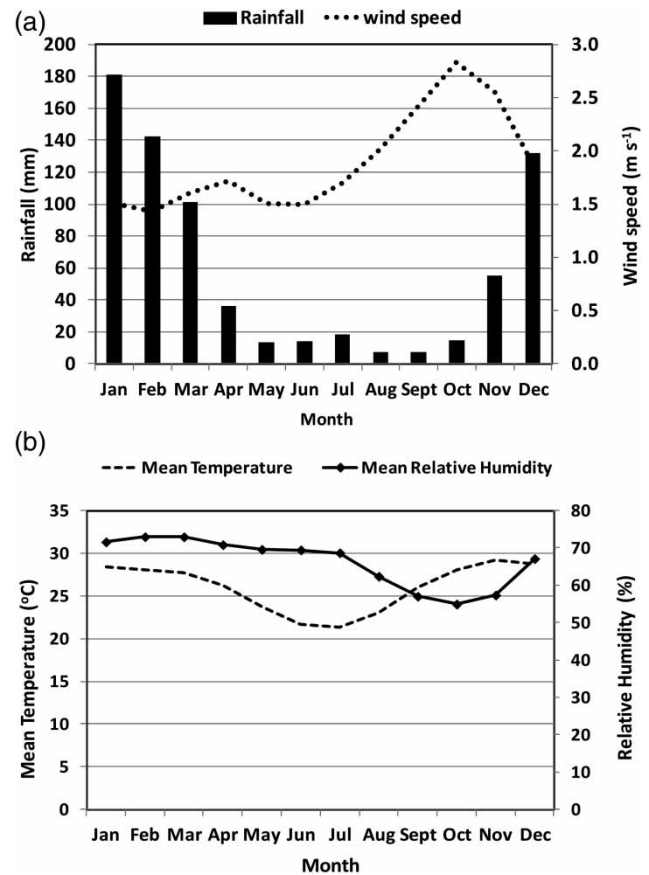 (a)
Rainfall wind speed
200 3.0
180
160 2.5
140
120 2.0
100 1.5
80
60 1.0
40 0.5
20
0 0.0
Rainfall (mm)
Wind speed (m s⁻¹)
Jan Feb Mar Apr May Jun Jul Aug Sept Oct Nov Dec
Month
(b)
Mean Temperature Mean Relative Humidity
35 80
30 70
25 60
20 50
15 40
10 30
5 20
0 10
0
Mean Temperature (°C)
Relative Humidity (%)
Jan Feb Mar Apr May Jun Jul Aug Sept Oct Nov Dec
Month